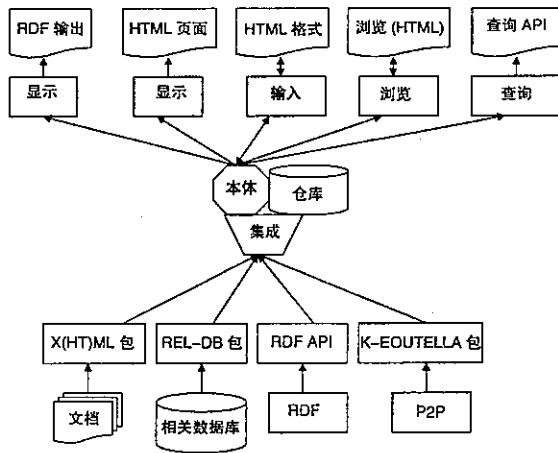 RDF 输出
HTML 页面
HTML 格式
浏览 (HTML)
查询 API
显示
显示
输入
浏览
查询
本体
仓库
集成
X(HT)ML 包
REL-DB 包
RDF API
K-EOUTELLA 包
文档
相关数据库
RDF
P2P